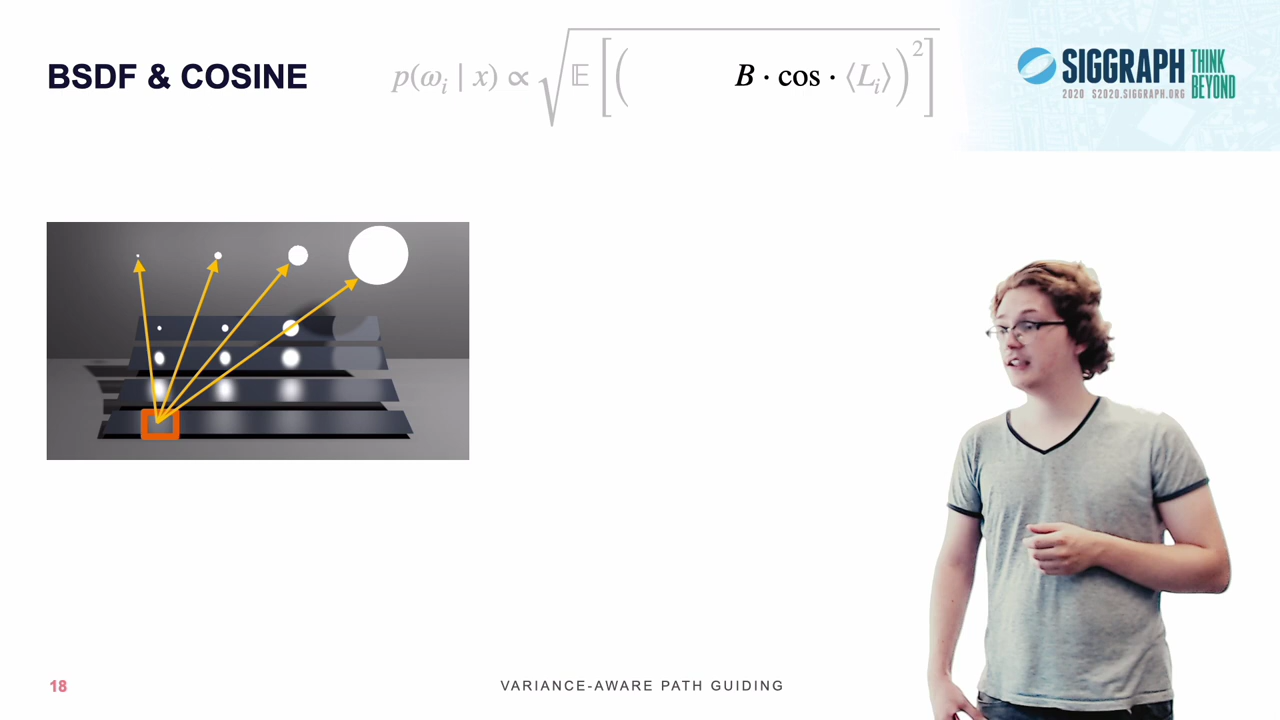 BSDF & COSINE
p(ωᵢ | x) ∝ √𝔼[( B · cos · ⟨Lᵢ⟩)²]
SIGGRAPH
THINK
BEYOND
2020 S2020.SIGGRAPH.ORG
18
VARIANCE-AWARE PATH GUIDING